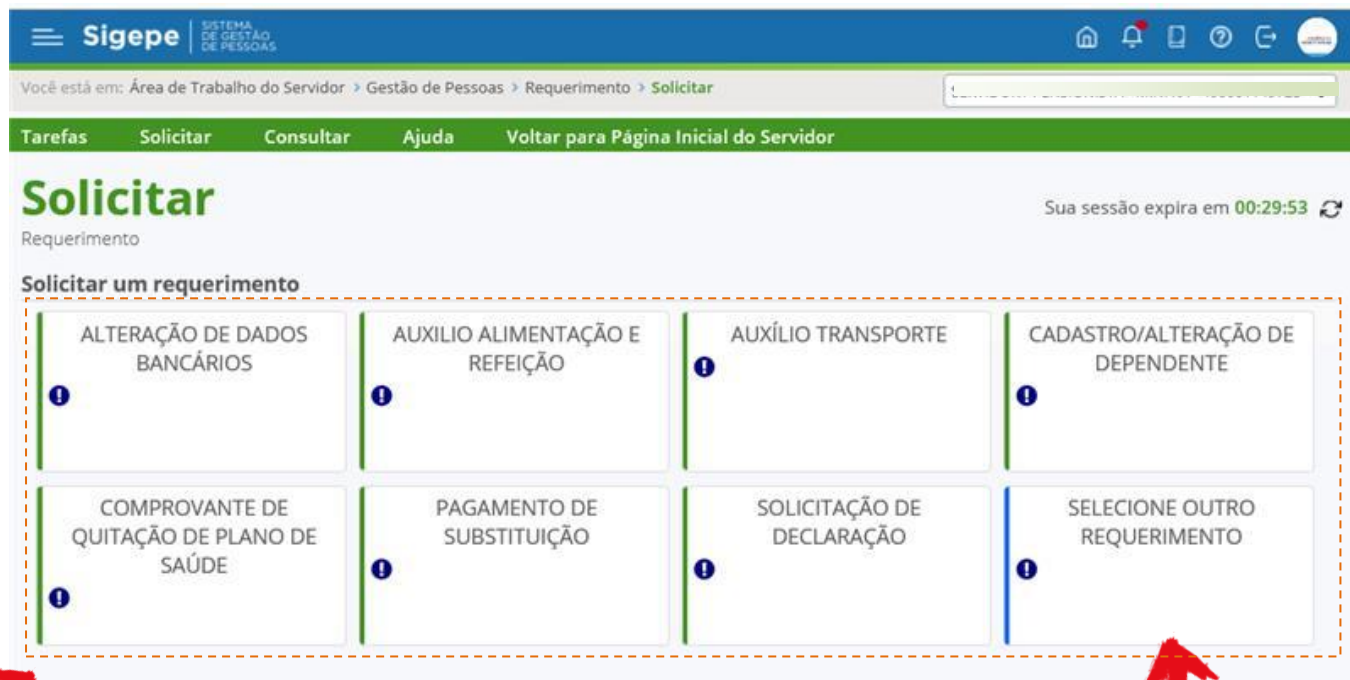 Sigepe
SISTEMA
DE GESTÃO
DE PESSOAS
Você está em: Área de Trabalho do Servidor > Gestão de Pessoas > Requerimento > Solicitar
Tarefas Solicitar Consultar Ajuda Voltar para Página Inicial do Servidor
Solicitar
Sua sessão expira em 00:29:53
Requerimento
Solicitar um requerimento
ALTERAÇÃO DE DADOS
BANCÁRIOS
AUXILIO ALIMENTAÇÃO E
REFEIÇÃO
AUXÍLIO TRANSPORTE
CADASTRO/ALTERAÇÃO DE
DEPENDENTE
COMPROVANTE DE
QUITAÇÃO DE PLANO DE
SAÚDE
PAGAMENTO DE
SUBSTITUIÇÃO
SOLICITAÇÃO DE
DECLARAÇÃO
SELECIONE OUTRO
REQUERIMENTO